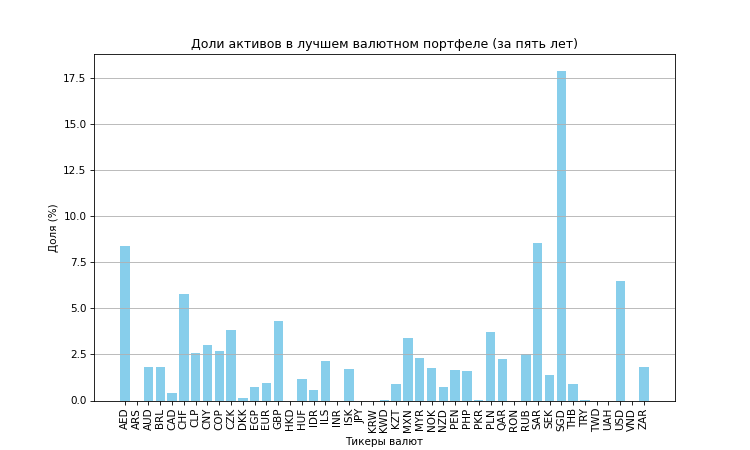 Доли активов в лучшем валютном портфеле (за пять лет)
Доля (%)
17.5
15.0
12.5
10.0
7.5
5.0
2.5
0.0
AED ARS AUD BRL CAD CHF CLP CNY COP CZK DKK EGP EUR GBP HKD HUF IDR ILS INR ISK JPY KRW KWD KZT MXN MYR NOK NZD PEN PHP PKR PLN QAR RON RUB SAR SEK SGD THB TRY TWD UAH USD VND ZAR
Тикеры валют